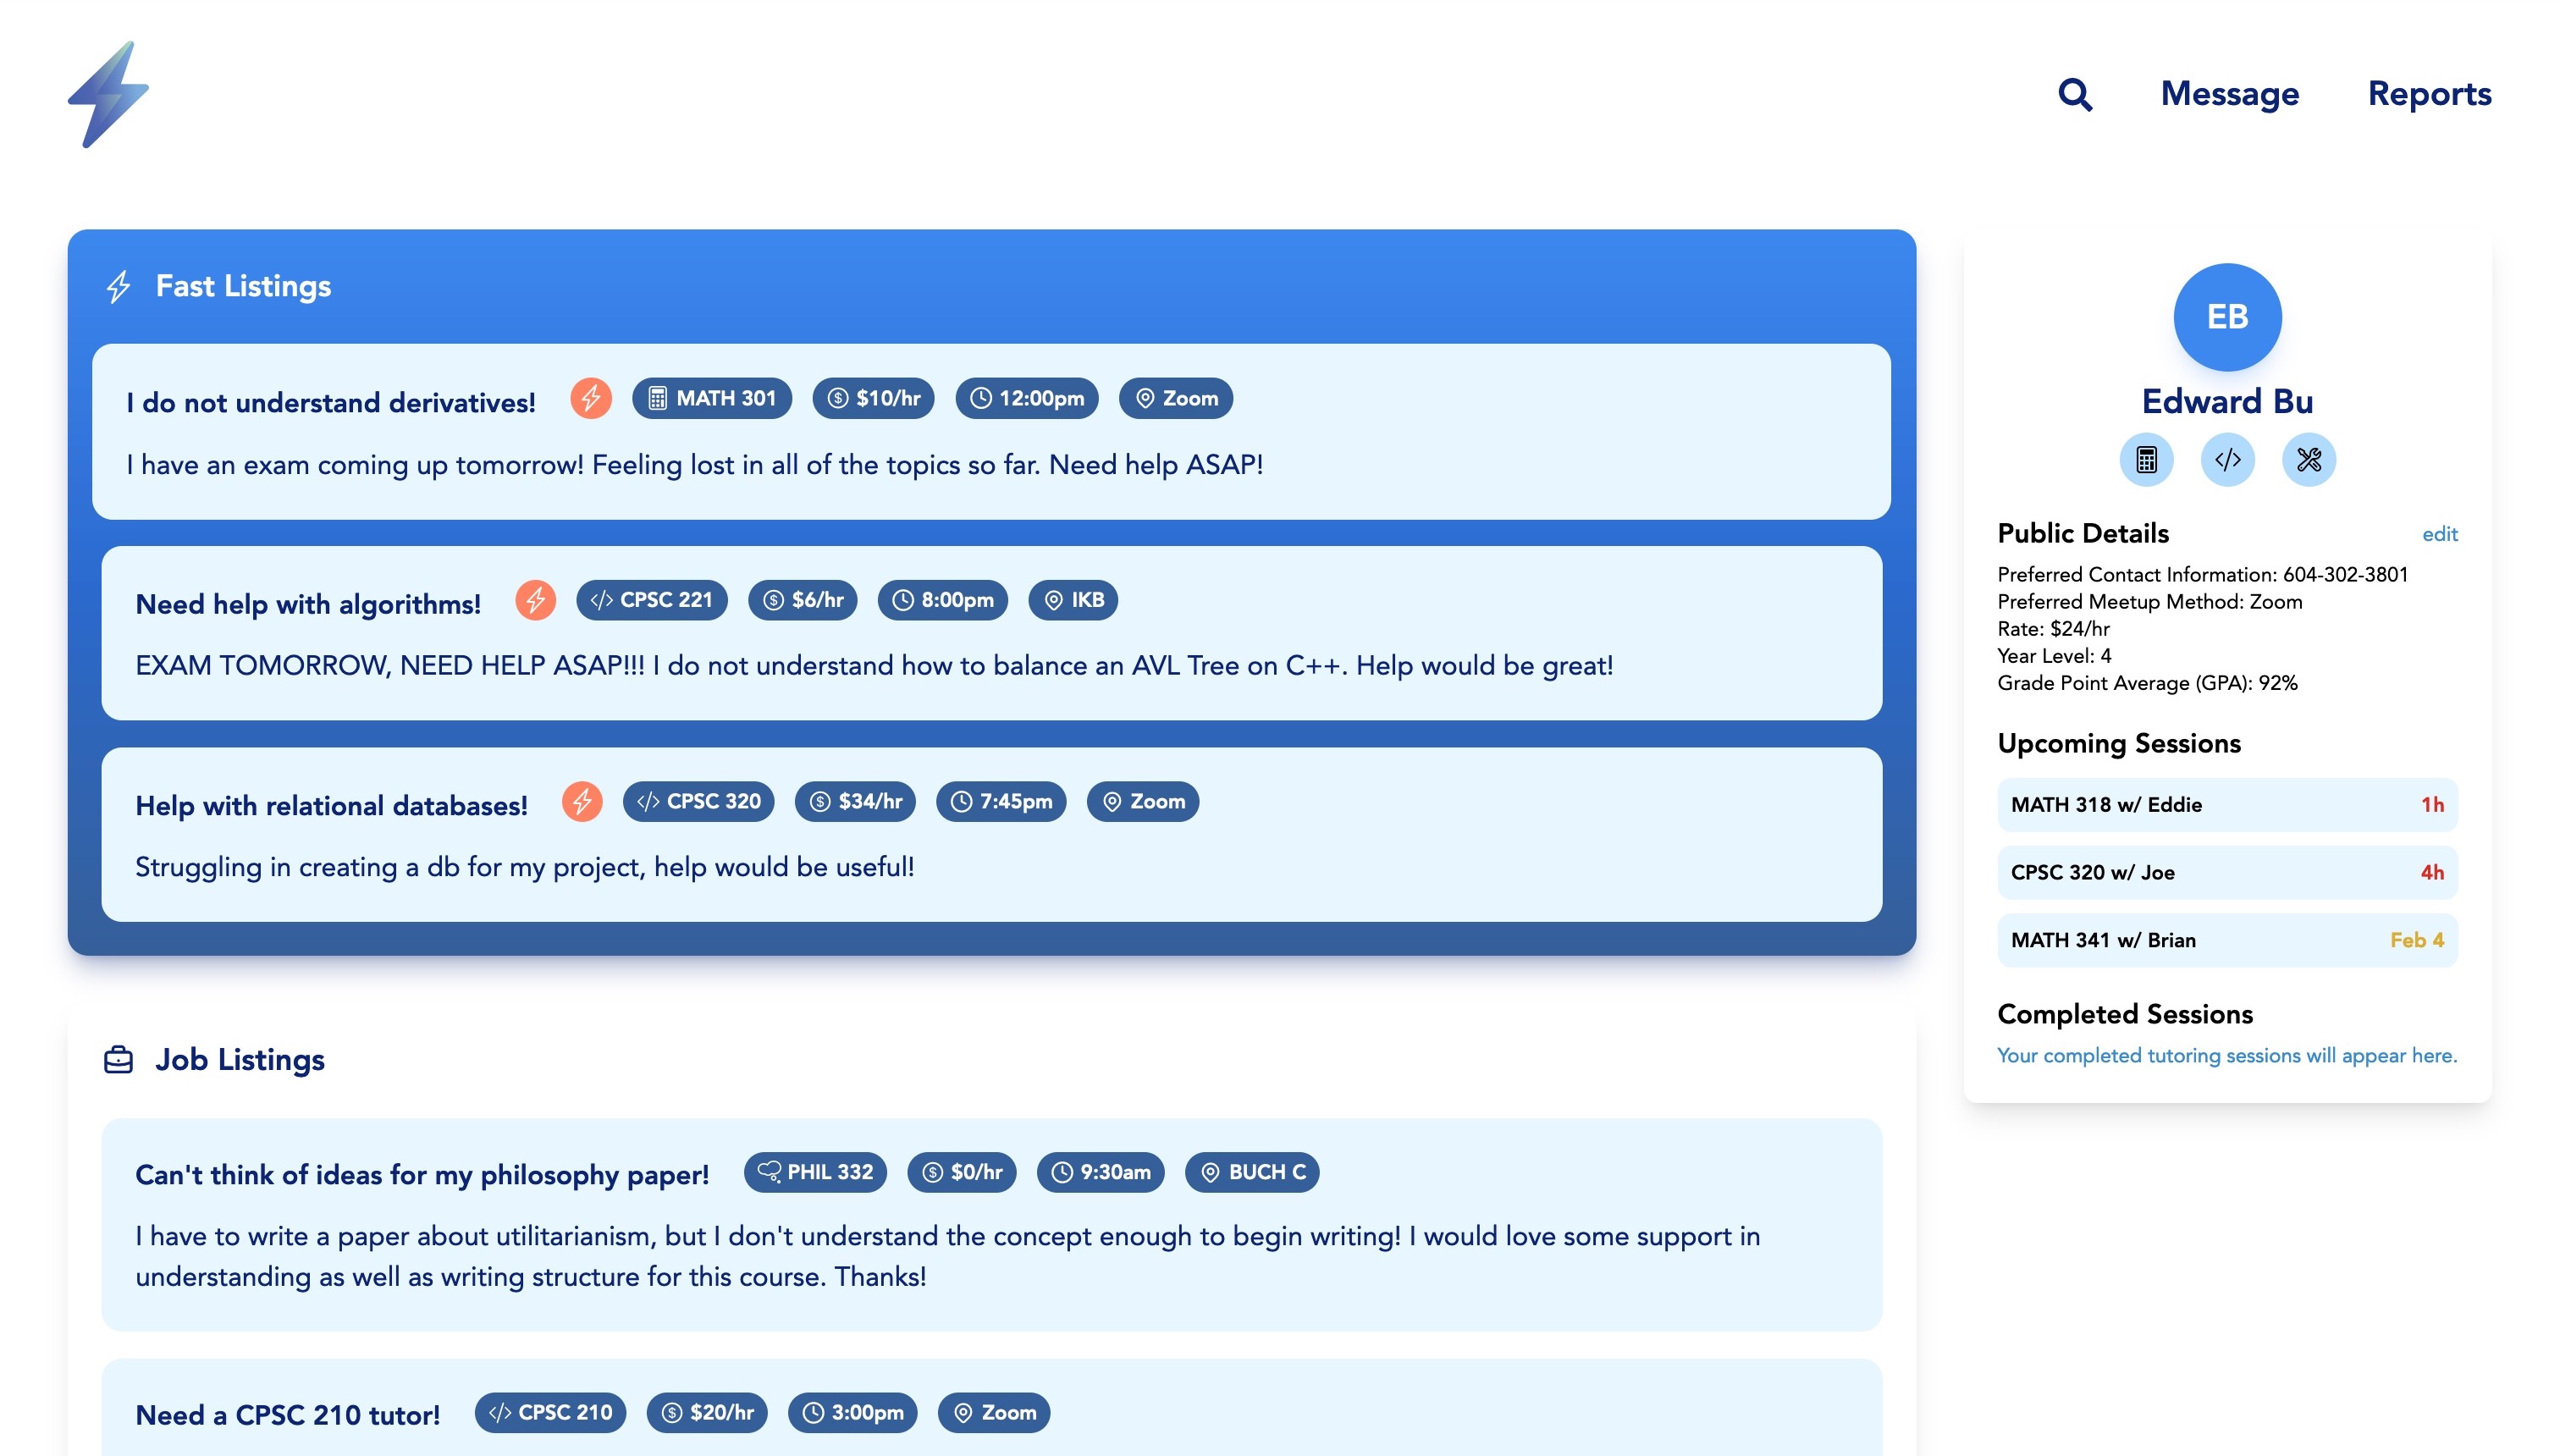 Message Reports
Fast Listings
I do not understand derivatives! MATH 301 $10/hr 12:00pm Zoom
I have an exam coming up tomorrow! Feeling lost in all of the topics so far. Need help ASAP!
Need help with algorithms! CPSC 221 $6/hr 8:00pm IKB
EXAM TOMORROW, NEED HELP ASAP!!! I do not understand how to balance an AVL Tree on C++. Help would be great!
Help with relational databases! CPSC 320 $34/hr 7:45pm Zoom
Struggling in creating a db for my project, help would be useful!
Job Listings
Can't think of ideas for my philosophy paper! PHIL 332 $0/hr 9:30am BUCH C
I have to write a paper about utilitarianism, but I don't understand the concept enough to begin writing! I would love some support in
understanding as well as writing structure for this course. Thanks!
Need a CPSC 210 tutor! CPSC 210 $20/hr 3:00pm Zoom
EB
Edward Bu
Public Details edit
Preferred Contact Information: 604-302-3801
Preferred Meetup Method: Zoom
Rate: $24/hr
Year Level: 4
Grade Point Average (GPA): 92%
Upcoming Sessions
MATH 318 w/ Eddie 1h
CPSC 320 w/ Joe 4h
MATH 341 w/ Brian Feb 4
Completed Sessions
Your completed tutoring sessions will appear here.